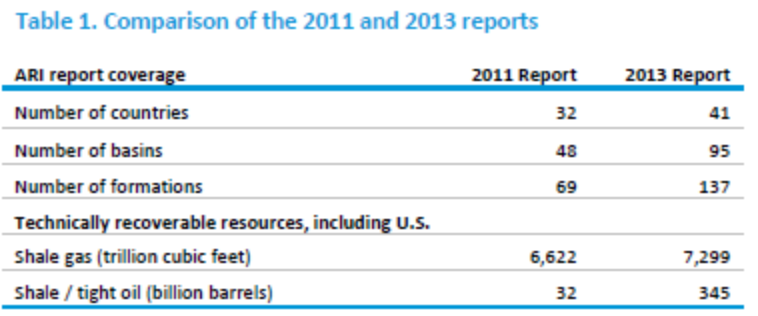 Table 1. Comparison of the 2011 and 2013 reports
ARI report coverage 2011 Report 2013 Report
Number of countries 32 41
Number of basins 48 95
Number of formations 69 137
Technically recoverable resources, including U.S.
Shale gas (trillion cubic feet) 6,622 7,299
Shale / tight oil (billion barrels) 32 345